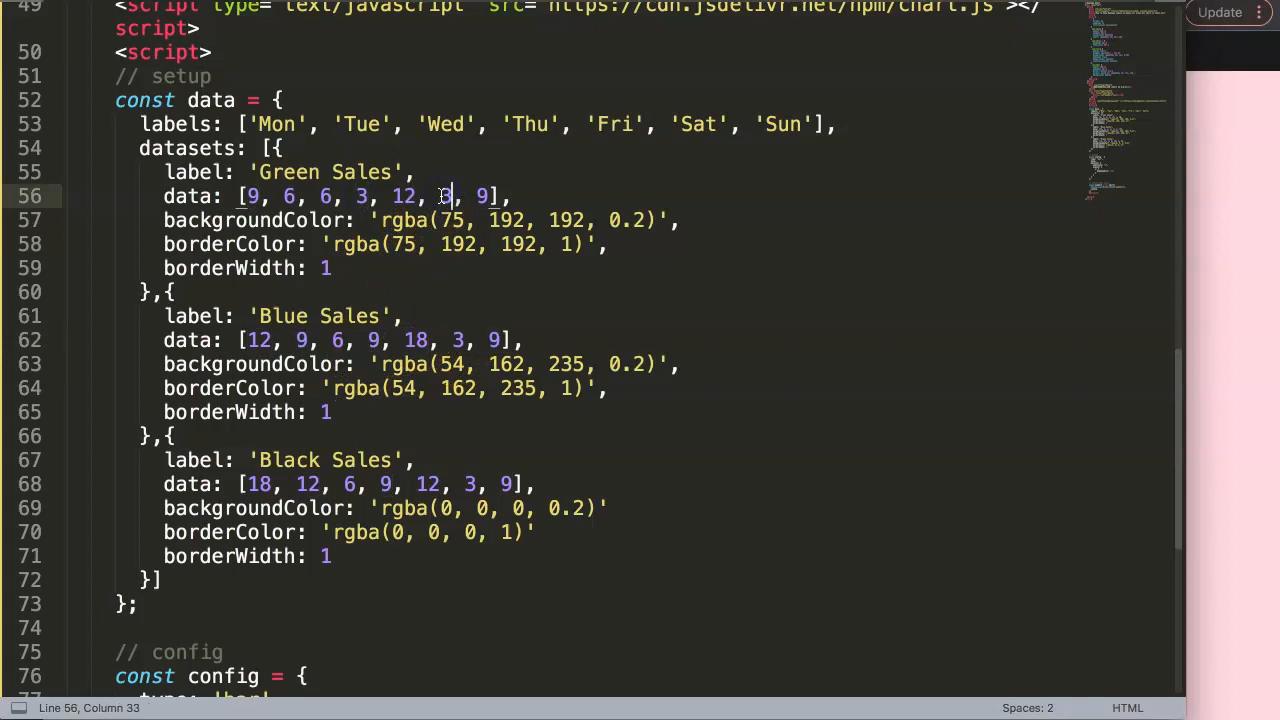 49 <script type="text/javascript" src="https://cdn.jsdelivr.net/npm/chart.js"></
script>
50 <script>
51 // setup
52 const data = {
53 labels: ['Mon', 'Tue', 'Wed', 'Thu', 'Fri', 'Sat', 'Sun'],
54 datasets: [{
55 label: 'Green Sales',
56 data: [9, 6, 6, 3, 12, 3, 9],
57 backgroundColor: 'rgba(75, 192, 192, 0.2)',
58 borderColor: 'rgba(75, 192, 192, 1)',
59 borderWidth: 1
60 },{
61 label: 'Blue Sales',
62 data: [12, 9, 6, 9, 18, 3, 9],
63 backgroundColor: 'rgba(54, 162, 235, 0.2)',
64 borderColor: 'rgba(54, 162, 235, 1)',
65 borderWidth: 1
66 },{
67 label: 'Black Sales',
68 data: [18, 12, 6, 9, 12, 3, 9],
69 backgroundColor: 'rgba(0, 0, 0, 0.2)'
70 borderColor: 'rgba(0, 0, 0, 1)'
71 borderWidth: 1
72 }]
73 };
74
75 // config
76 const config = {
77 type: 'bar'
Line 56, Column 33
Spaces: 2
HTML
Update